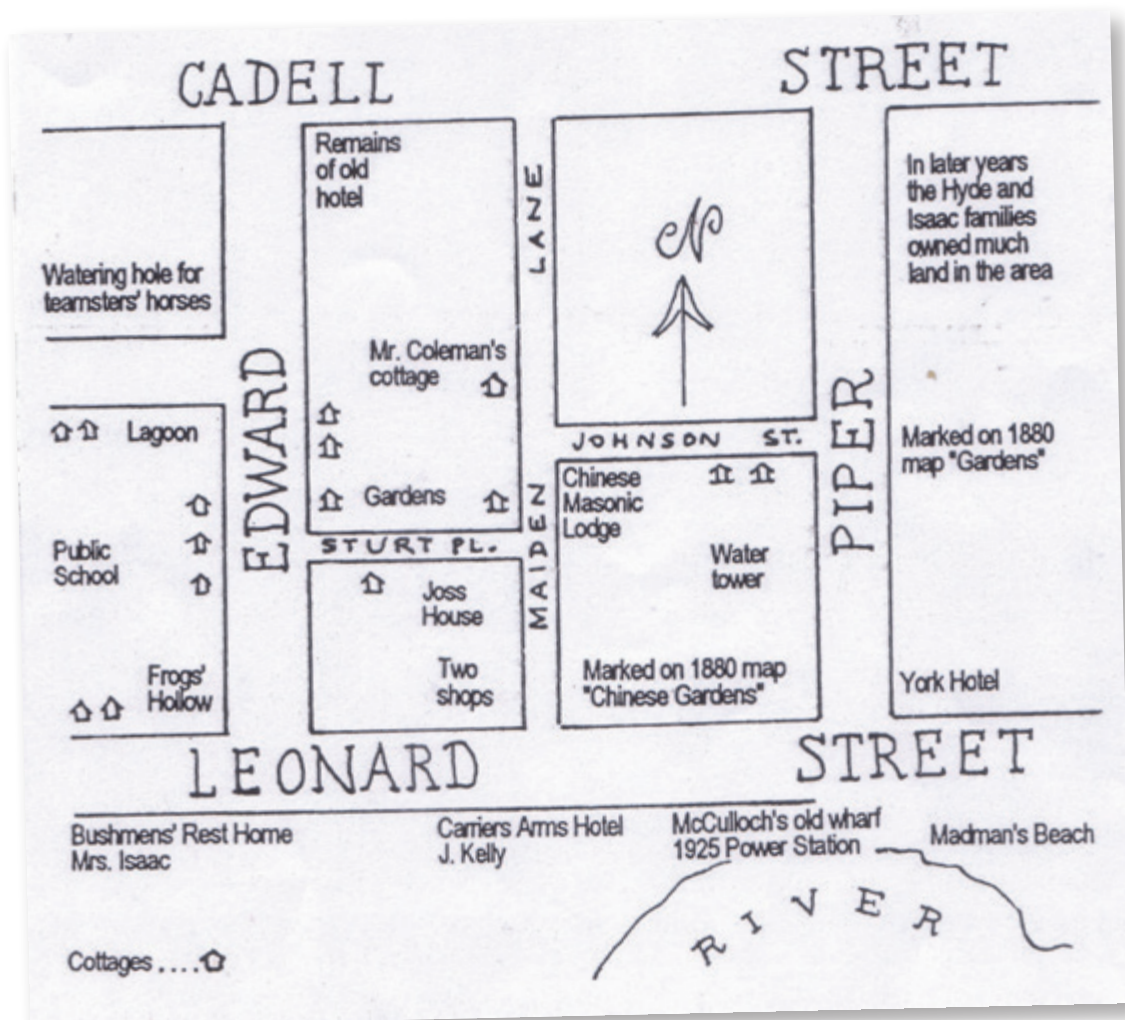 CADELL STREET
Remains
of old
hotel
In later years
the Hyde and
Isaac families
owned much
land in the area
LANE
N
Watering hole for
teamsters' horses
Mr. Coleman's
cottage
EDWARD
PIPER
Lagoon
JOHNSON ST.
Marked on 1880
map "Gardens"
Gardens
Chinese
Masonic
Lodge
MAIDEN
STURT PL.
Public
School
Water
tower
Joss
House
Two
shops
Marked on 1880 map
"Chinese Gardens"
Frogs'
Hollow
York Hotel
LEONARD STREET
Bushmens' Rest Home
Mrs. Isaac
Carriers Arms Hotel
J. Kelly
McCulloch's old wharf
1925 Power Station
Madman's Beach
RIVER
Cottages ....